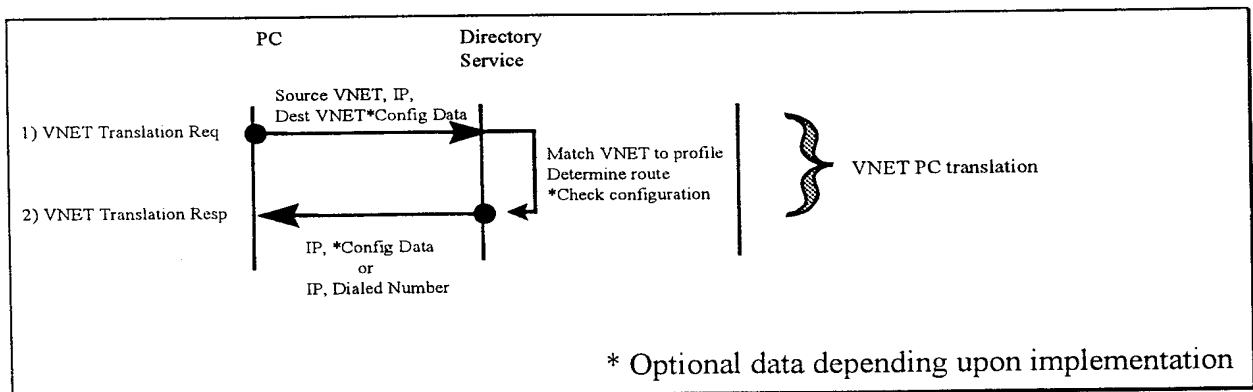 PC
Directory
Service
Source VNET, IP,
Dest VNET*Config Data
1) VNET Translation Req
Match VNET to profile
Determine route
*Check configuration
VNET PC translation
2) VNET Translation Resp
IP, *Config Data
or
IP, Dialed Number
* Optional data depending upon implementation